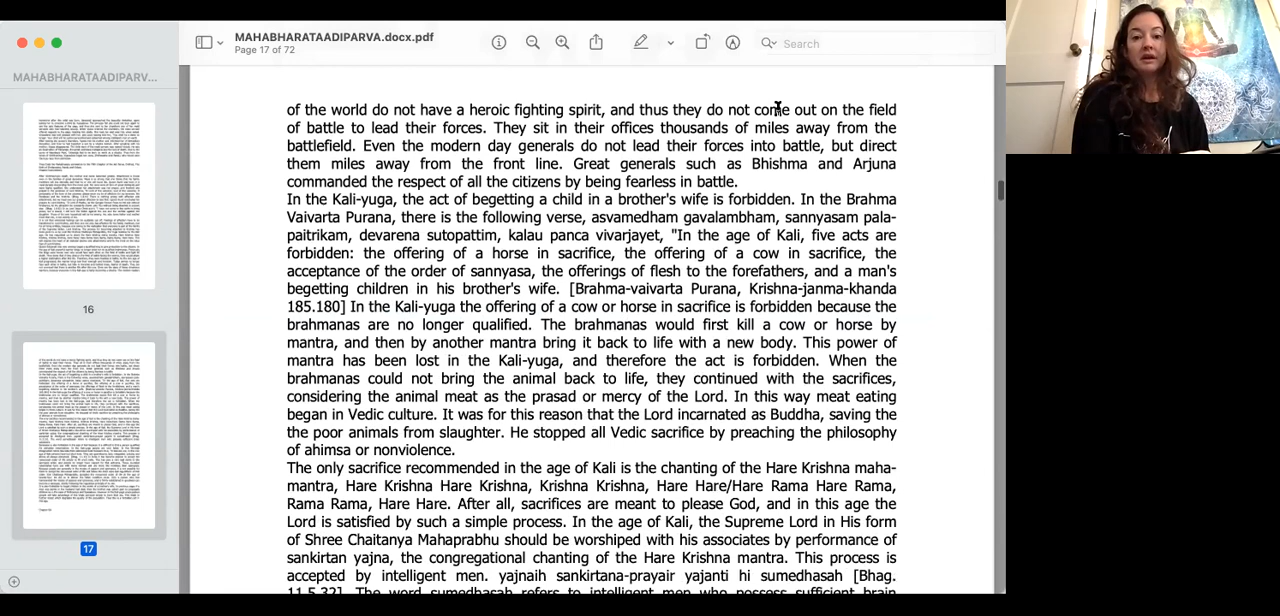 MAHABHARATAADIPARVA.docx.pdf
Page 17 of 72
Search
MAHABHARATAADIPARV...
16
17
of the world do not have a heroic fighting spirit, and thus they do not come out on the field
of battle to lead their forces. They sit in their offices thousands of miles away from the
battlefield. Even the modern day generals do not lead their forces into battle, but direct
them miles away from the front line. Great generals such as Bhishma and Arjuna
commanded the respect of all the citizens by being fearless in battle.
In the Kali-yuga, the act of begetting a child in a brother's wife is forbidden. In the Brahma
Vaivarta Purana, there is the following verse, asvamedham gavalambham, sannyasam pala-
paitrikam, devarena sutopattim, kalau panca vivarjayet, "In the age of Kali, five acts are
forbidden: the offering of a horse in sacrifice, the offering of a cow in sacrifice, the
acceptance of the order of sannyasa, the offerings of flesh to the forefathers, and a man's
begetting children in his brother's wife. [Brahma-vaivarta Purana, Krishna-janma-khanda
185.180] In the Kali-yuga the offering of a cow or horse in sacrifice is forbidden because the
brahmanas are no longer qualified. The brahmanas would first kill a cow or horse by
mantra, and then by another mantra bring it back to life with a new body. This power of
mantra has been lost in the Kali-yuga and therefore the act is forbidden. When the
brahmanas could not bring the animal back to life, they continued with the sacrifices,
considering the animal meat as the prasad or mercy of the Lord. In this way meat eating
began in Vedic culture. It was for this reason that the Lord incarnated as Buddha, saving the
the poor animals from slaughter. He stopped all Vedic sacrifice by preaching the philosophy
of ahimsa or nonviolence.
The only sacrifice recommended in the age of Kali is the chanting of the Hare Krishna maha-
mantra, Hare Krishna Hare Krishna, Krishna Krishna, Hare Hare/Hare Rama Hare Rama,
Rama Rama, Hare Hare. After all, sacrifices are meant to please God, and in this age the
Lord is satisfied by such a simple process. In the age of Kali, the Supreme Lord in His form
of Shree Chaitanya Mahaprabhu should be worshiped with his associates by performance of
sankirtan yajna, the congregational chanting of the Hare Krishna mantra. This process is
accepted by intelligent men. yajnaih sankirtana-prayair yajanti hi sumedhasah [Bhag.
11.5.32]. The word sumedhasah refers to intelligent men who possess sufficient brain